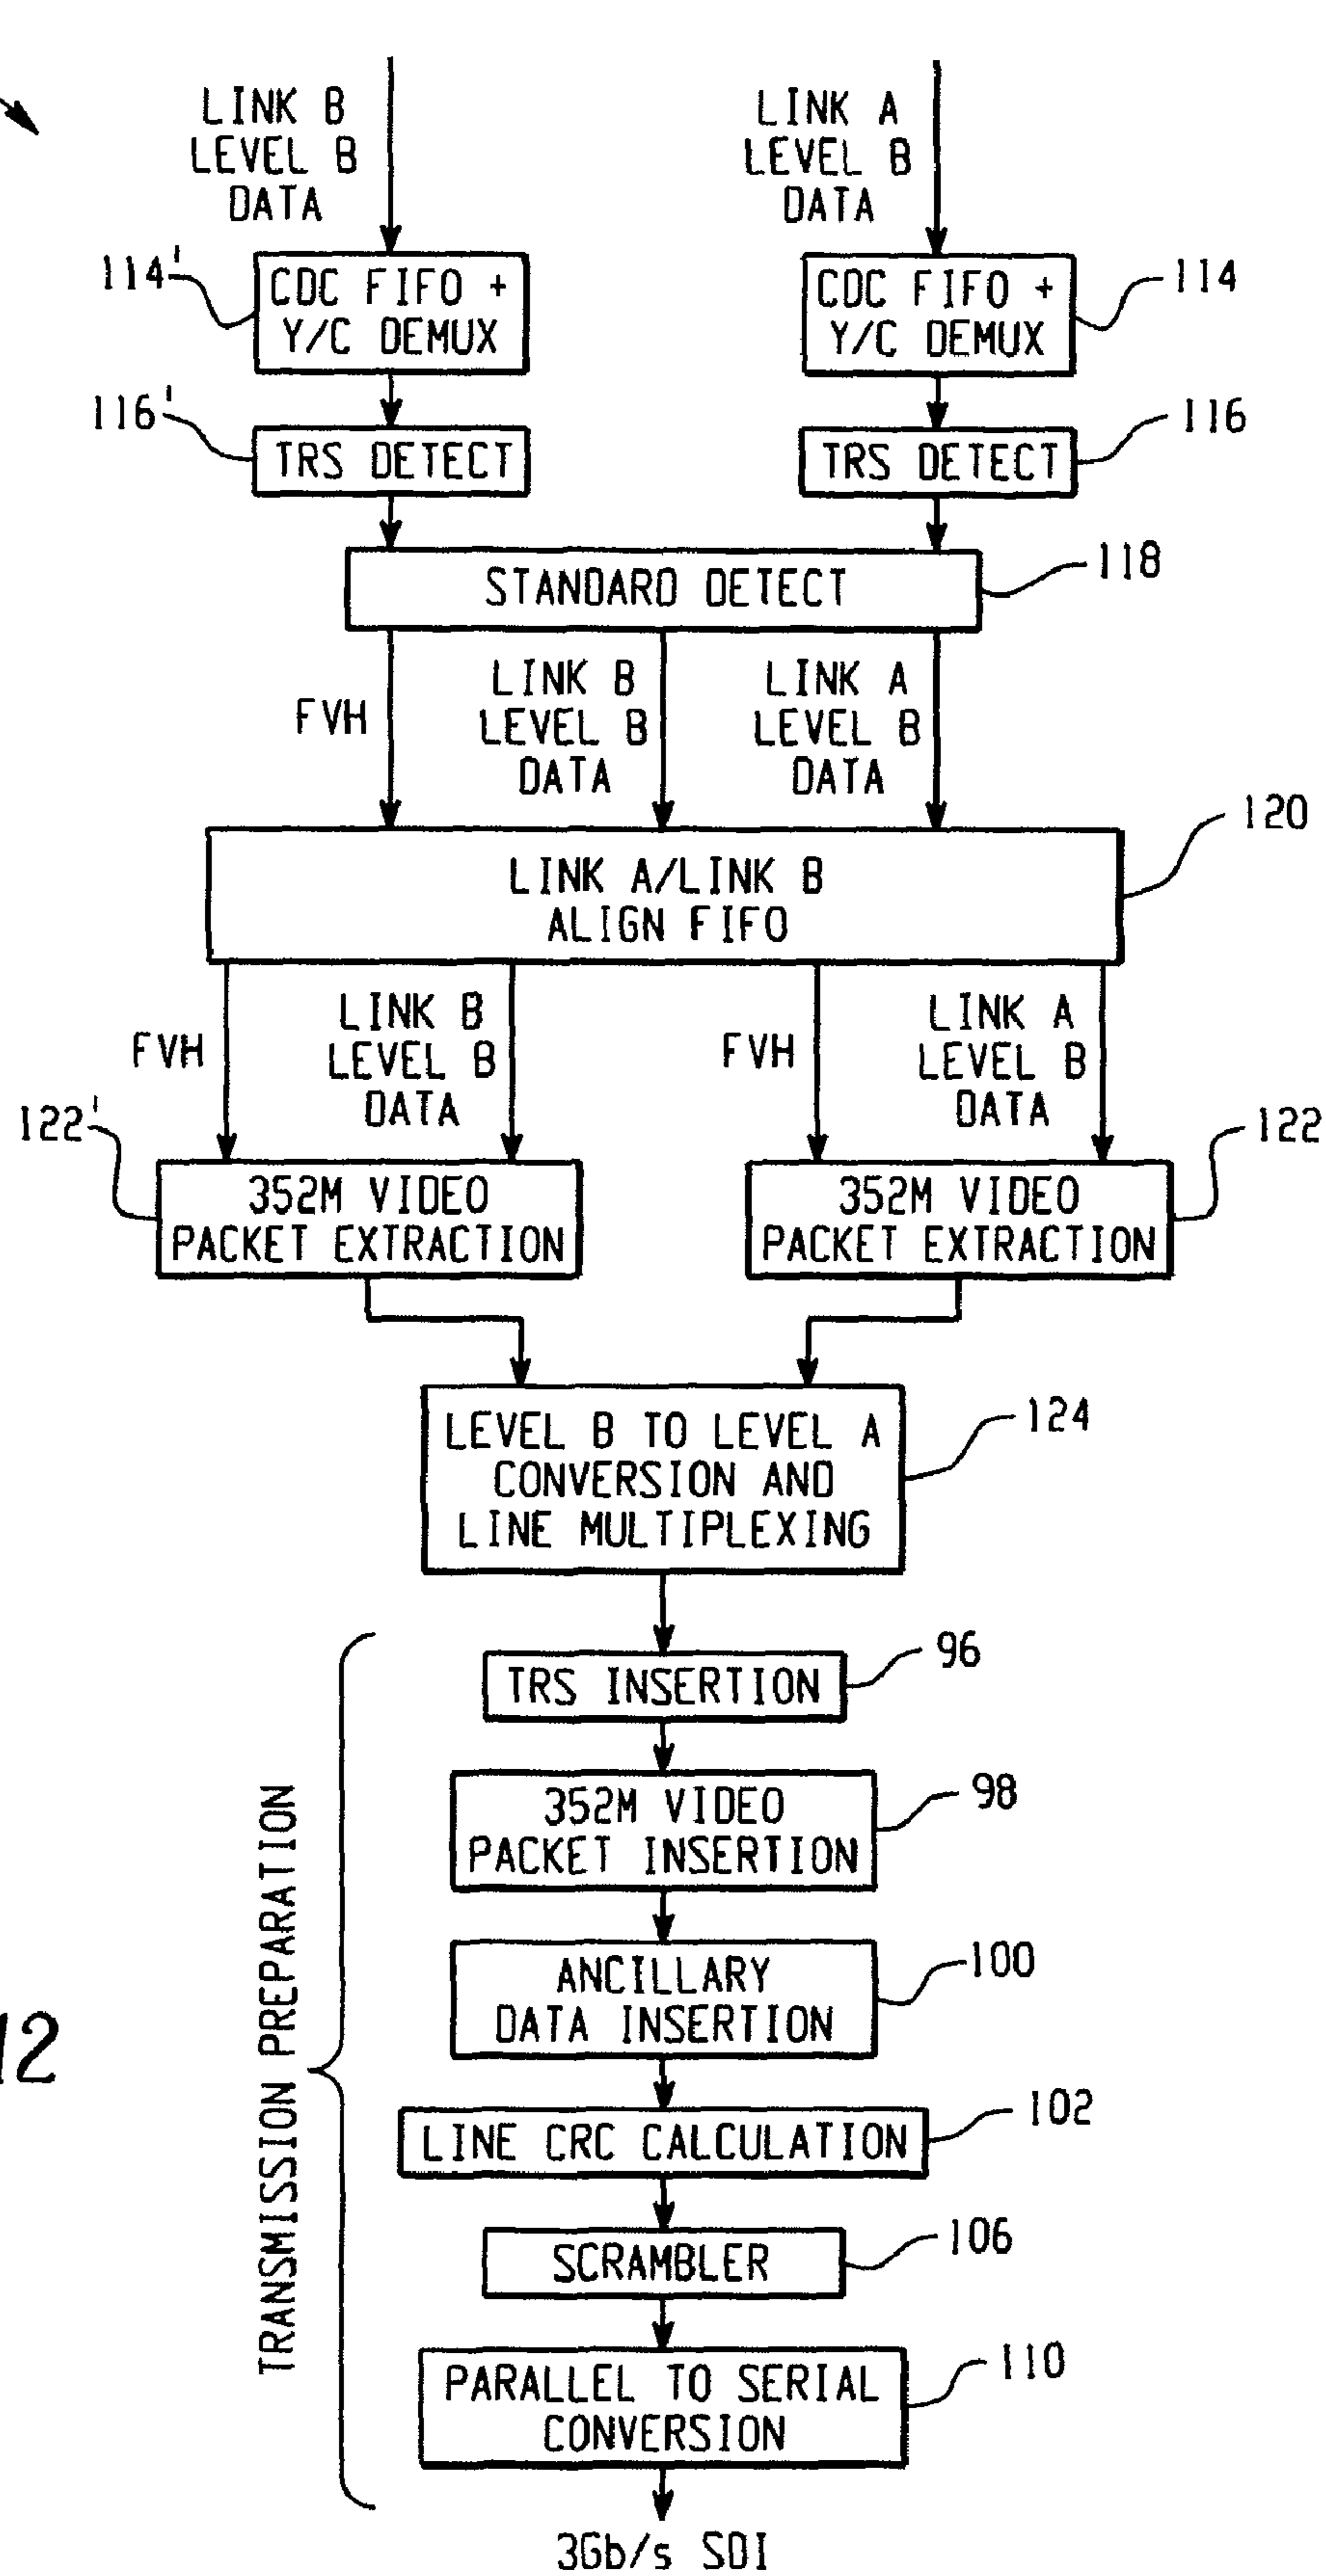 LINK B
LEVEL B
DATA
LINK A
LEVEL B
DATA
114'
CDC FIFO +
Y/C DEMUX
CDC FIFO +
Y/C DEMUX
114
116'
TRS DETECT
TRS DETECT
116
STANDARD DETECT
118
FVH
LINK B
LEVEL B
DATA
LINK A
LEVEL B
DATA
120
LINK A/LINK B
ALIGN FIFO
FVH
LINK B
LEVEL B
DATA
FVH
LINK A
LEVEL B
DATA
122'
352M VIDEO
PACKET EXTRACTION
352M VIDEO
PACKET EXTRACTION
122
LEVEL B TO LEVEL A
CONVERSION AND
LINE MULTIPLEXING
124
TRANSMISSION PREPARATION
TRS INSERTION
96
352M VIDEO
PACKET INSERTION
98
ANCILLARY
DATA INSERTION
100
12
LINE CRC CALCULATION
102
SCRAMBLER
106
PARALLEL TO SERIAL
CONVERSION
110
3Gb/s SDI